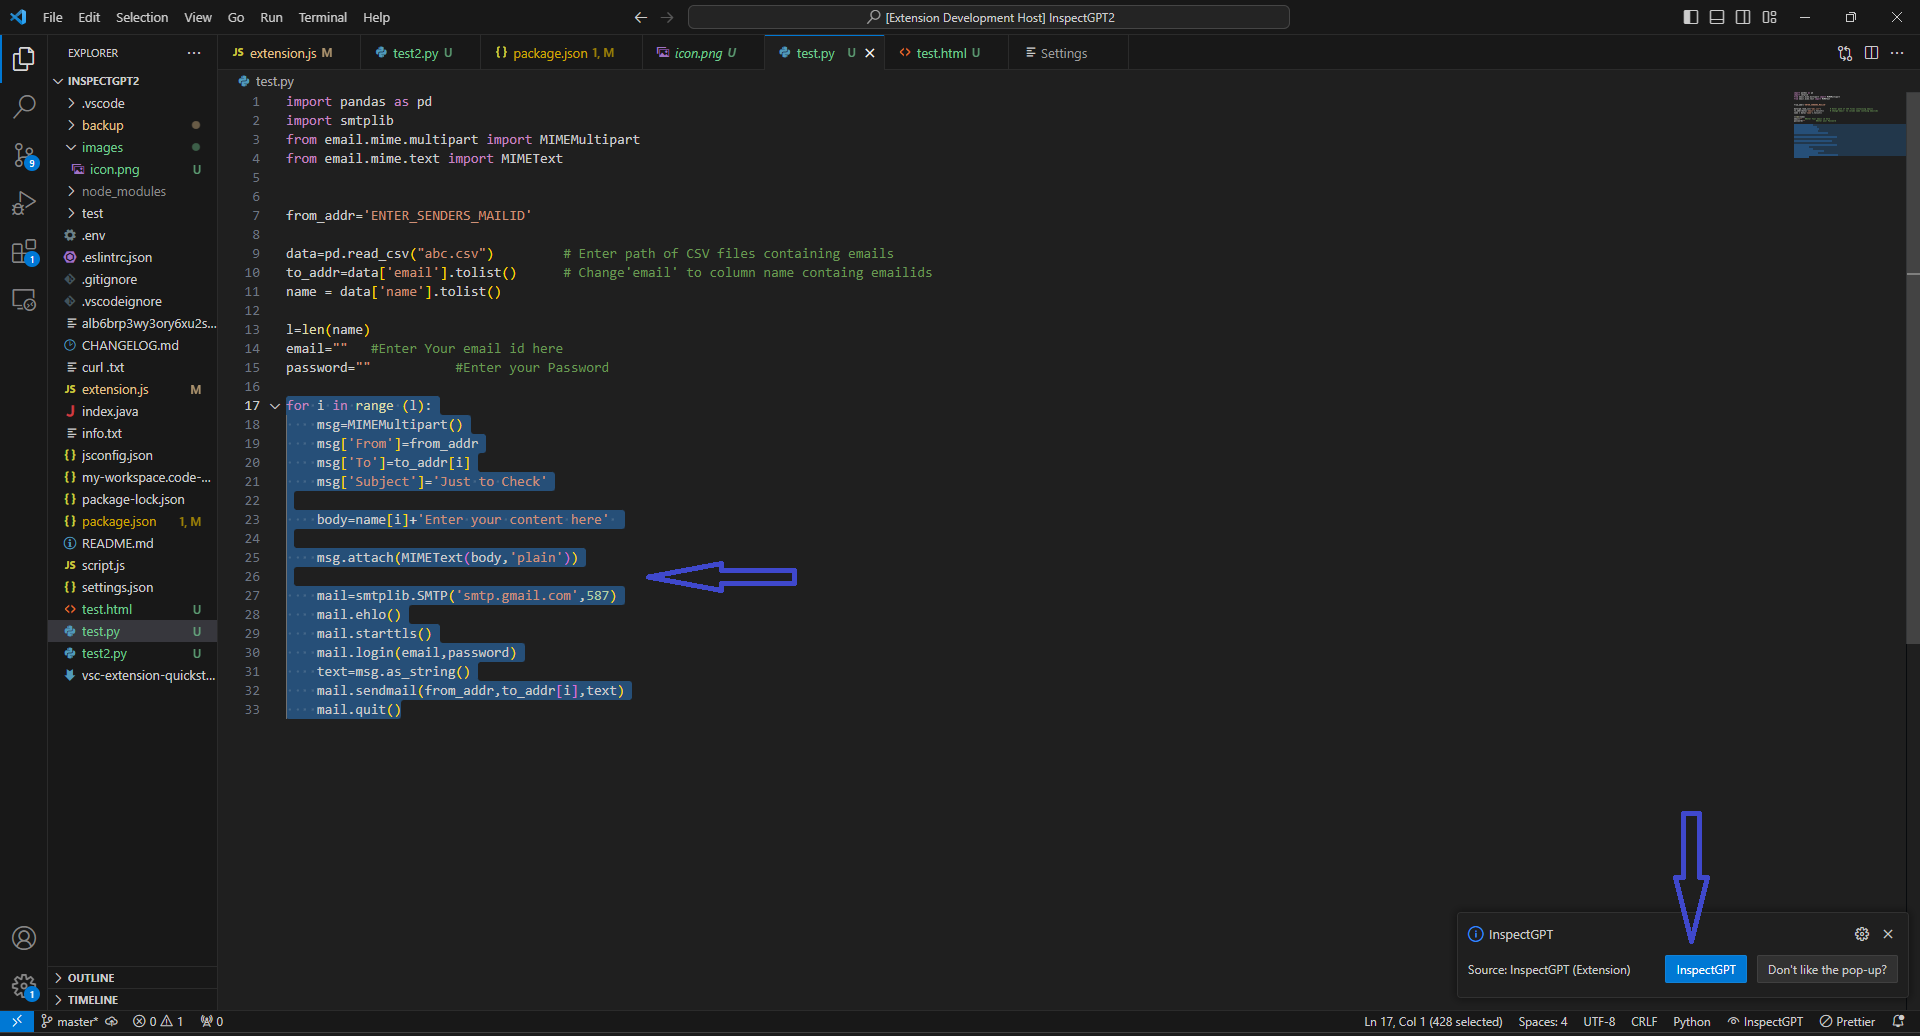 File Edit Selection View Go Run Terminal Help
[Extension Development Host] InspectGPT2
EXPLORER
INSPECTGPT2
.vscode
backup
images
icon.png U
node_modules
test
.env
.eslintrc.json
.gitignore
.vscodeignore
alb6brp3wy3ory6xu2s...
CHANGELOG.md
curl .txt
extension.js M
index.java
info.txt
jsconfig.json
my-workspace.code-...
package-lock.json
package.json 1, M
README.md
script.js
settings.json
test.html U
test.py U
test2.py U
vsc-extension-quickst...
OUTLINE
TIMELINE
9
1
1
JS extension.js M
test2.py U
{} package.json 1, M
icon.png U
test.py U
<> test.html U
Settings
test.py
1 import pandas as pd
2 import smtplib
3 from email.mime.multipart import MIMEMultipart
4 from email.mime.text import MIMEText
5
6
7 from_addr='ENTER_SENDERS_MAILID'
8
9 data=pd.read_csv("abc.csv") # Enter path of CSV files containing emails
10 to_addr=data['email'].tolist() # Change'email' to column name containg emailids
11 name = data['name'].tolist()
12
13 l=len(name)
14 email="" #Enter Your email id here
15 password="" #Enter your Password
16
17 for i in range (l):
18 msg=MIMEMultipart()
19 msg['From']=from_addr
20 msg['To']=to_addr[i]
21 msg['Subject']='Just to Check'
22
23 body=name[i]+'Enter your content here'
24
25 msg.attach(MIMEText(body,'plain'))
26
27 mail=smtplib.SMTP('smtp.gmail.com',587)
28 mail.ehlo()
29 mail.starttls()
30 mail.login(email,password)
31 text=msg.as_string()
32 mail.sendmail(from_addr,to_addr[i],text)
33 mail.quit()
InspectGPT
Source: InspectGPT (Extension)
InspectGPT
Don't like the pop-up?
master* 0 1 0
Ln 17, Col 1 (428 selected) Spaces: 4 UTF-8 CRLF Python InspectGPT Prettier